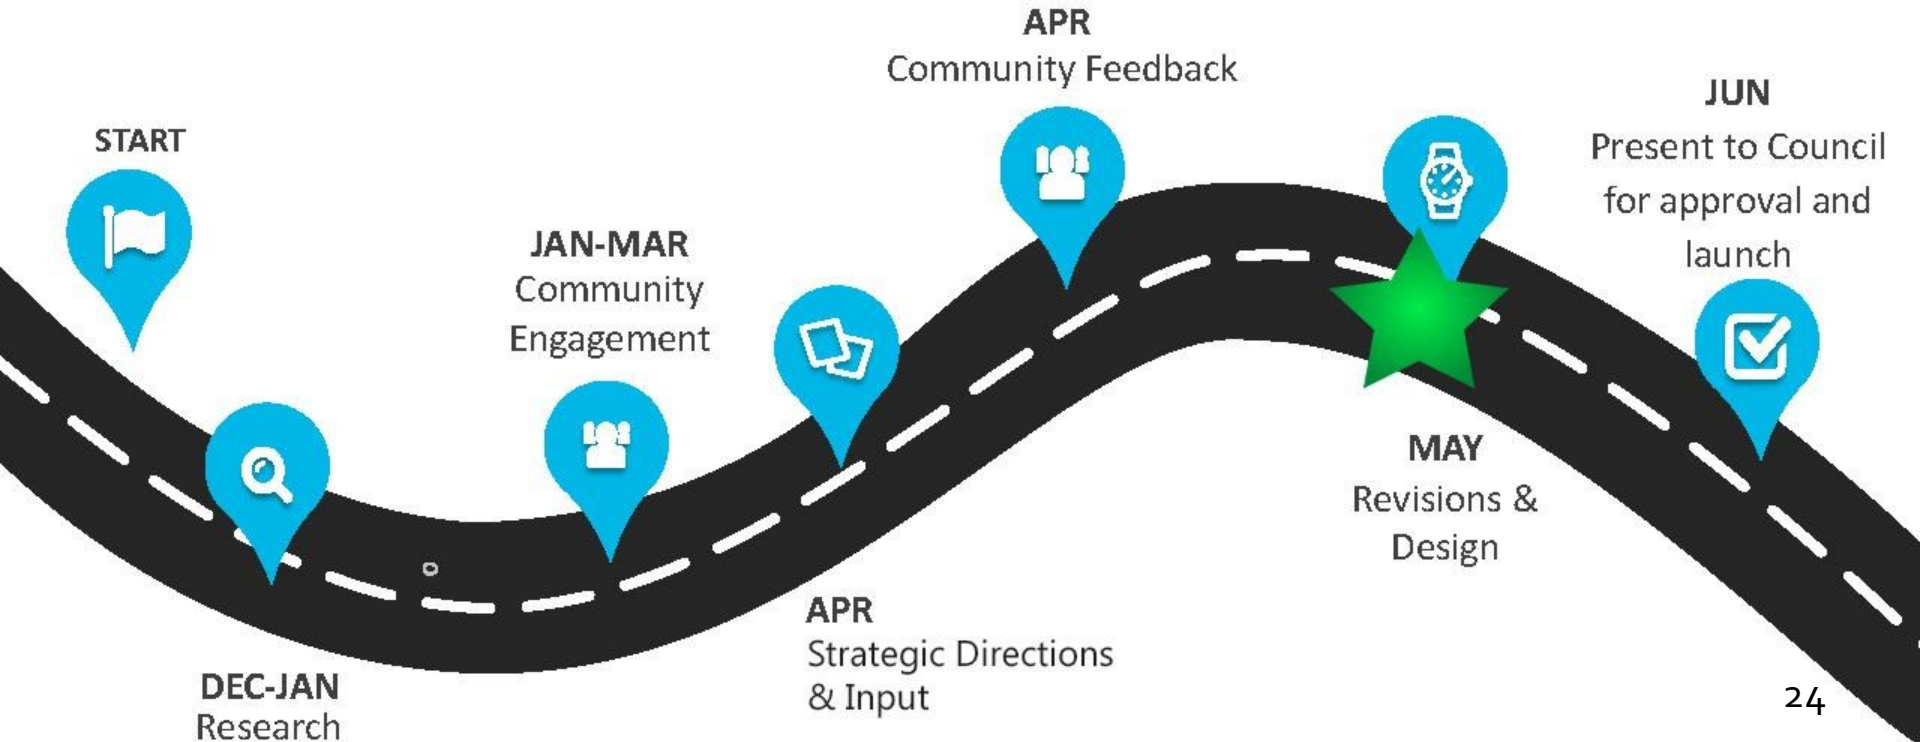 START
DEC-JAN
Research
JAN-MAR
Community
Engagement
APR
Strategic Directions
& Input
APR
Community Feedback
MAY
Revisions &
Design
JUN
Present to Council
for approval and
launch
24